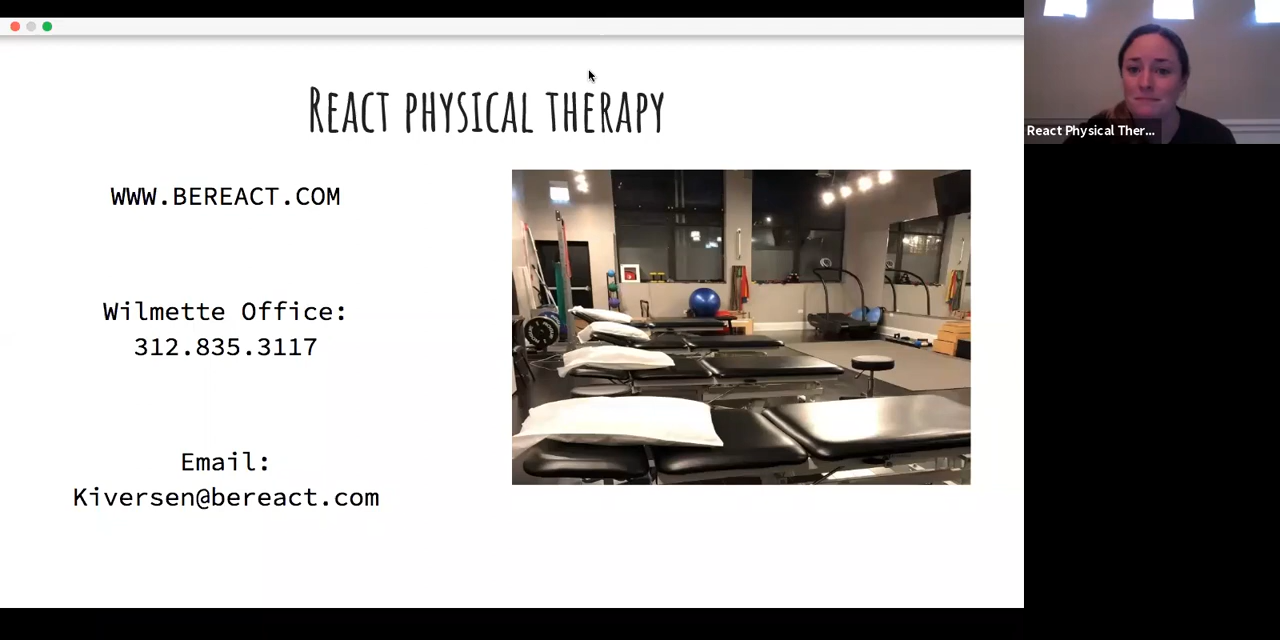 React physical therapy
WWW.BEREACT.COM
Wilmette Office:
312.835.3117
Email:
Kiversen@bereact.com
React Physical Ther...